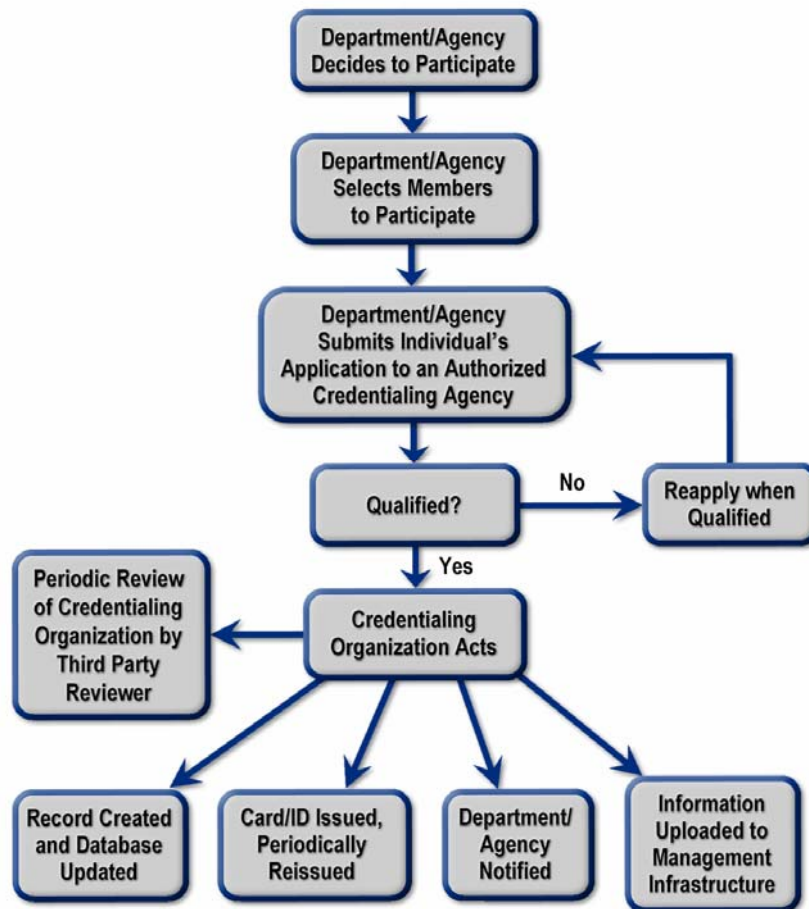 Department/Agency
Decides to Participate
Department/Agency
Selects Members
to Participate
Department/Agency
Submits Individual's
Application to an Authorized
Credentialing Agency
Qualified?
No
Reapply when
Qualified
Yes
Periodic Review
of Credentialing
Organization by
Third Party
Reviewer
Credentialing
Organization Acts
Record Created
and Database
Updated
Card/ID Issued,
Periodically
Reissued
Department/
Agency
Notified
Information
Uploaded to
Management
Infrastructure